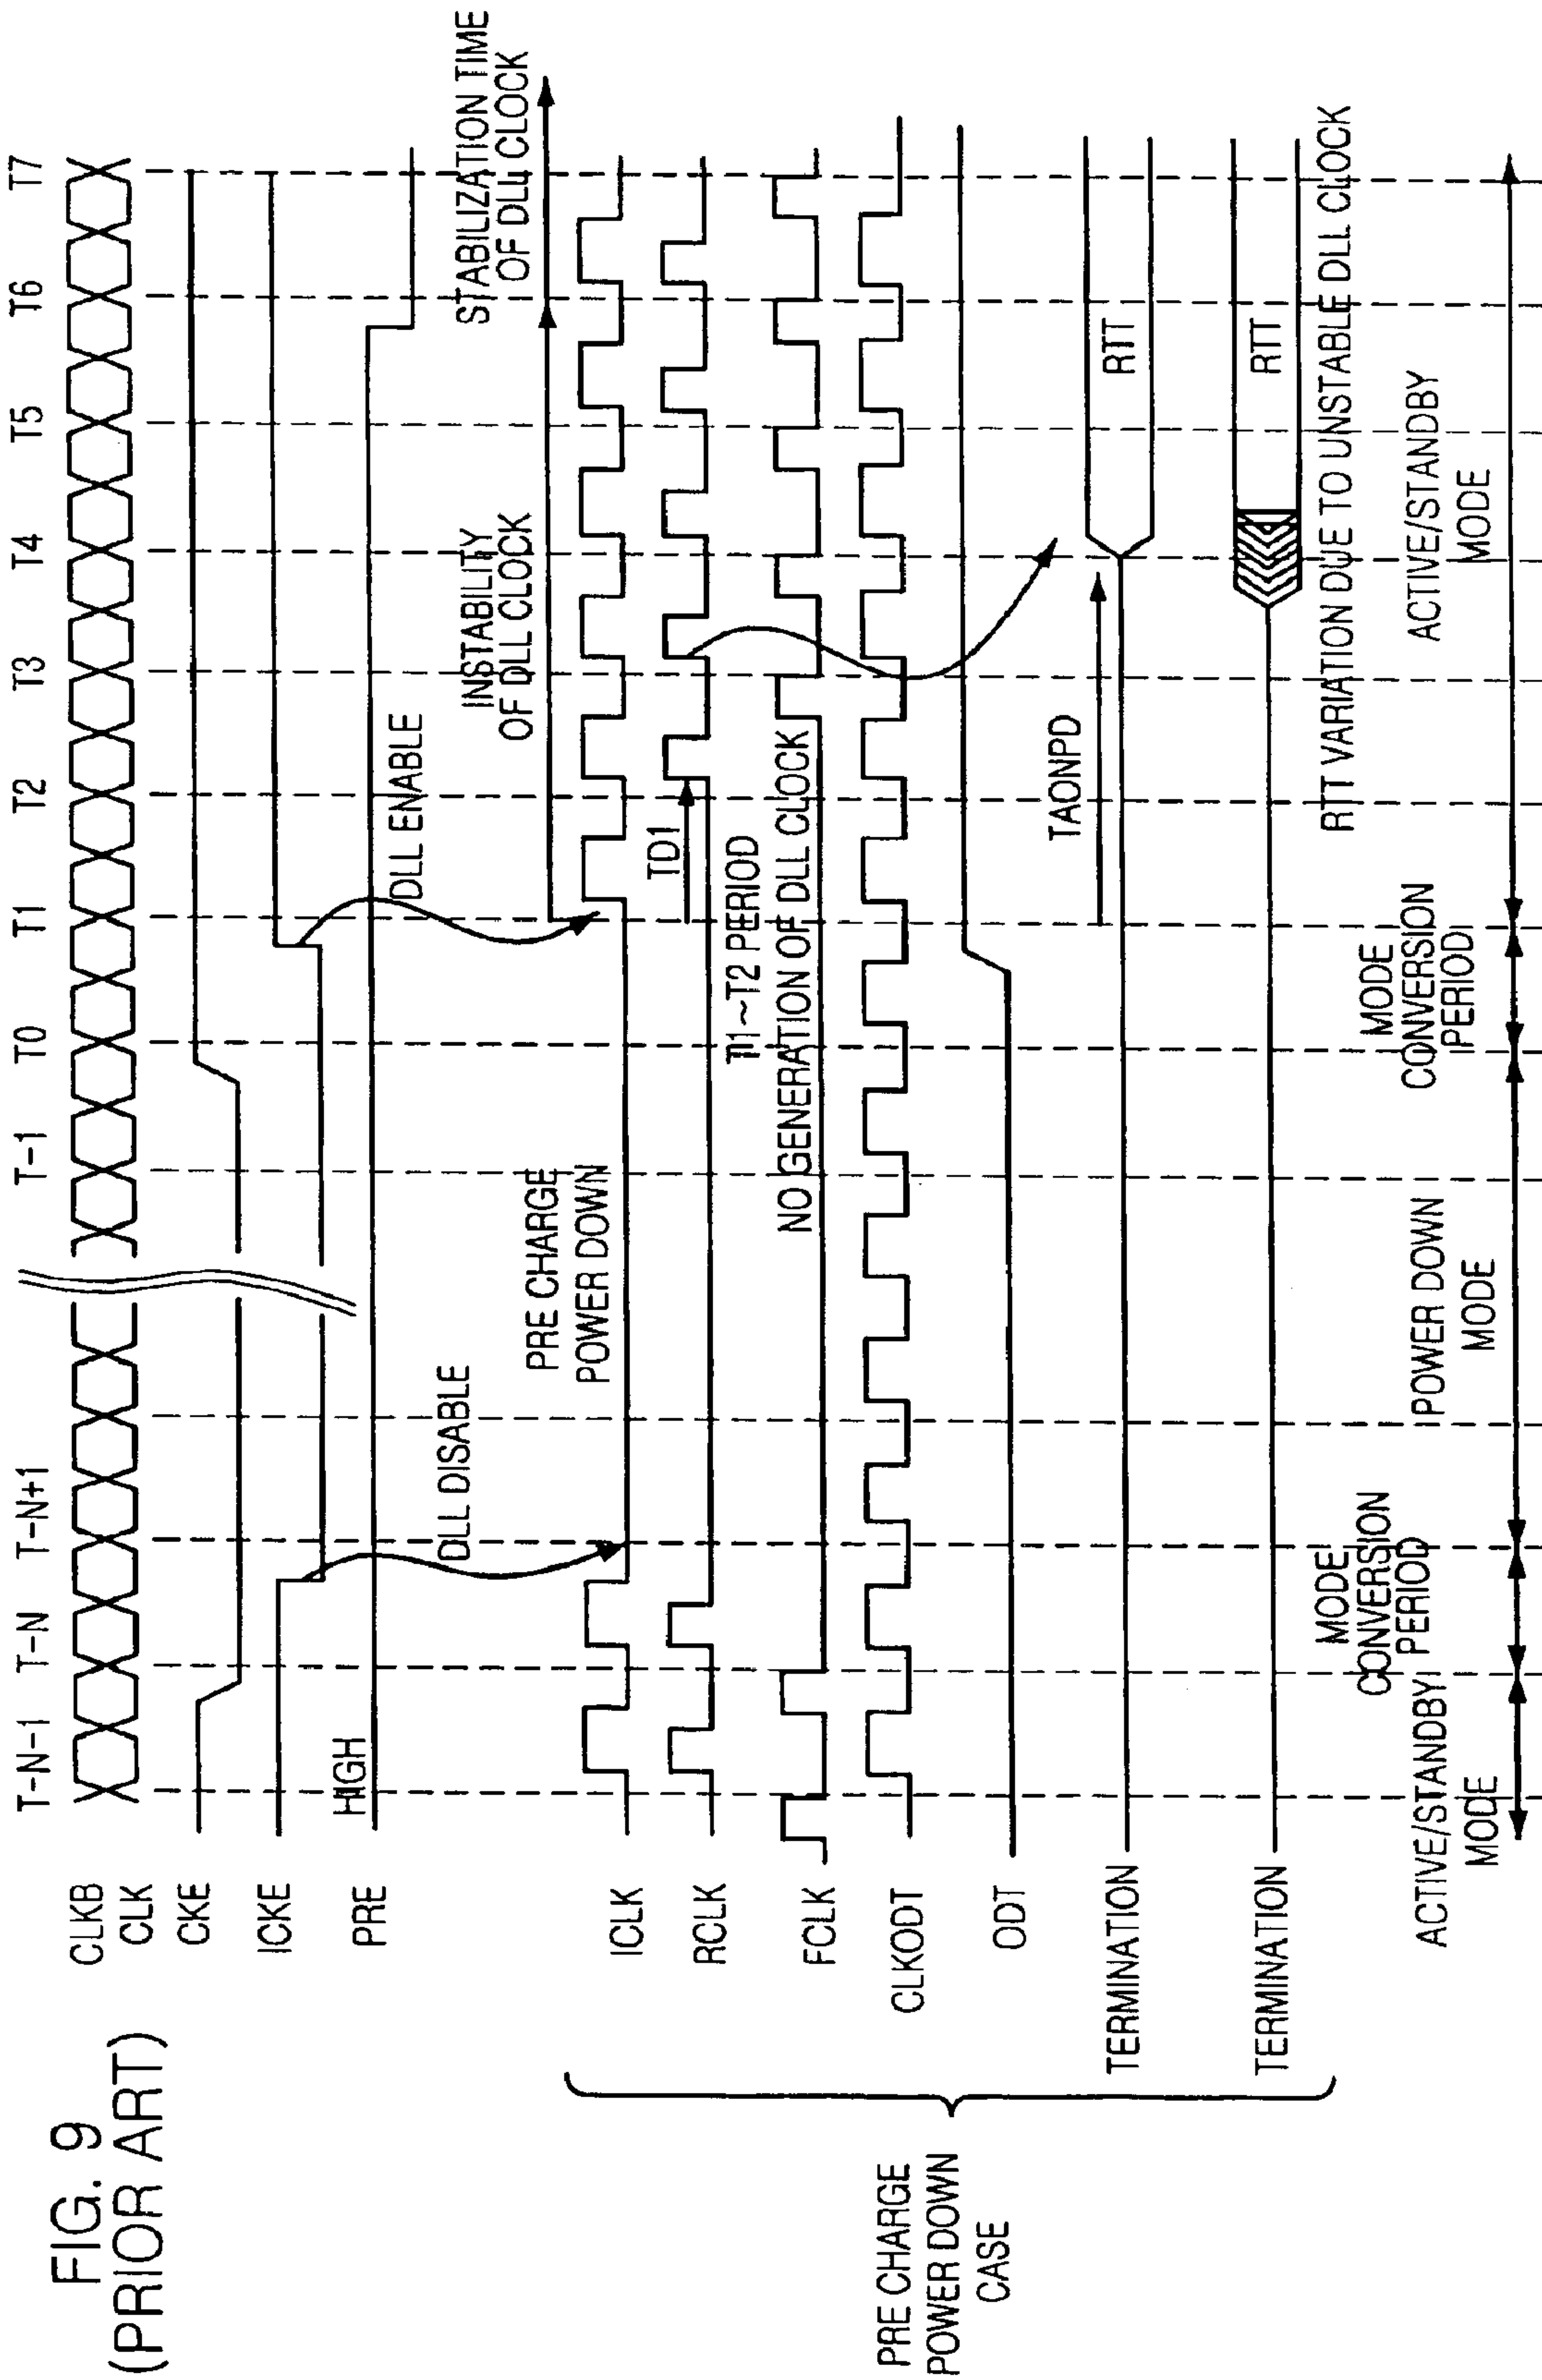 FIG. 9
(PRIOR ART)
T-N-1 T-N T-N+1 T-1 T0 T1 T2 T3 T4 T5 T6 T7
CLKB
CLK
CKE
ICKE
PRE
HIGH
DLL DISABLE
DLL ENABLE
PRE CHARGE
POWER DOWN
INSTABILITY
OF DLL CLOCK
STABILIZATION TIME
OF DLL CLOCK
ICLK
RCLK
TD1
T1~T2 PERIOD
NO GENERATION OF DLL CLOCK
FCLK
CLKODT
ODT
TAONPD
TERMINATION
RTT
TERMINATION
RTT
RTT VARIATION DUE TO UNSTABLE DLL CLOCK
PRE CHARGE
POWER DOWN
CASE
ACTIVE/STANDBY
MODE
MODE
CONVERSION
PERIOD
POWER DOWN
MODE
MODE
CONVERSION
PERIOD
ACTIVE/STANDBY
MODE